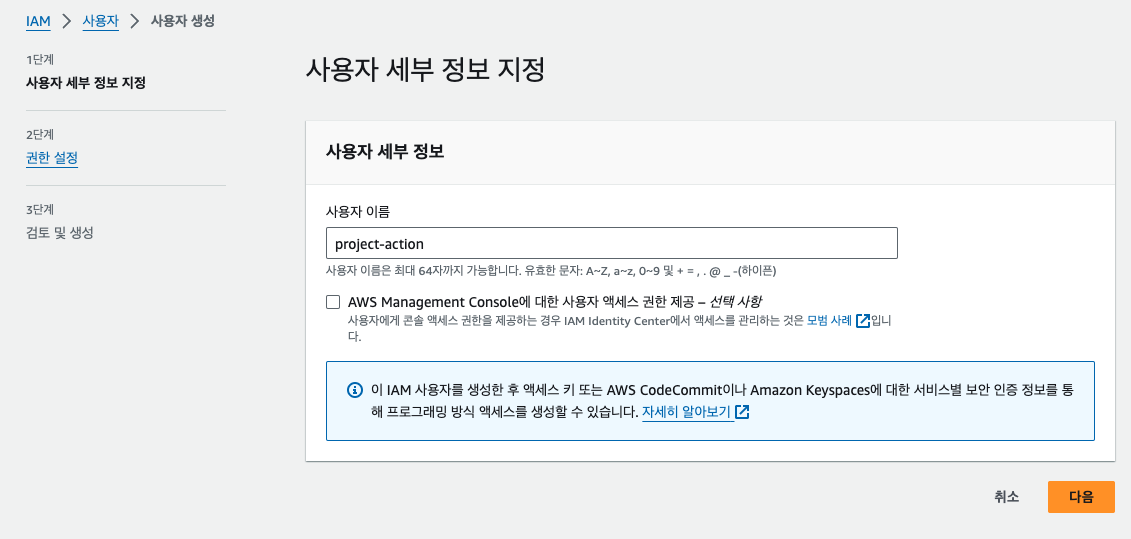 IAM > 사용자 > 사용자 생성
1단계
사용자 세부 정보 지정
2단계
권한 설정
3단계
검토 및 생성
사용자 세부 정보 지정
사용자 세부 정보
사용자 이름
project-action
사용자 이름은 최대 64자까지 가능합니다. 유효한 문자: A~Z, a~z, 0~9 및 + = , . @ _ -(하이픈)
AWS Management Console에 대한 사용자 액세스 권한 제공 – 선택 사항
사용자에게 콘솔 액세스 권한을 제공하는 경우 IAM Identity Center에서 액세스를 관리하는 것은 모범 사례 입니
다.
이 IAM 사용자를 생성한 후 액세스 키 또는 AWS CodeCommit이나 Amazon Keyspaces에 대한 서비스별 보안 인증 정보를 통
해 프로그래밍 방식 액세스를 생성할 수 있습니다. 자세히 알아보기
취소
다음